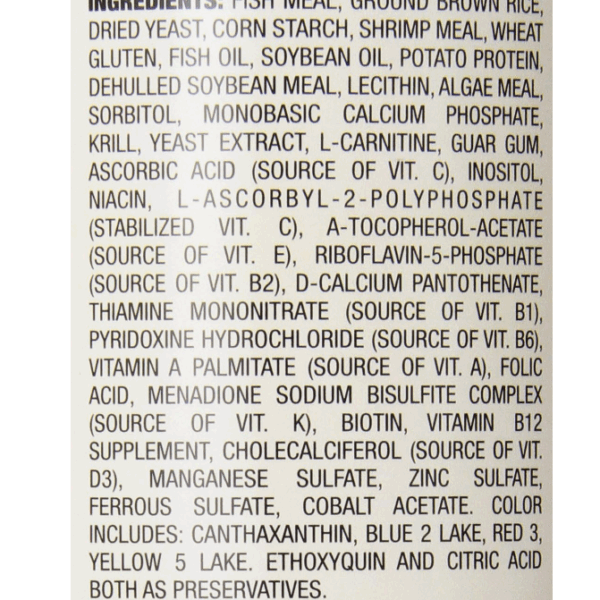 INGREDIENTS: FISH MEAL, GROUND BROWN RICE,
DRIED YEAST, CORN STARCH, SHRIMP MEAL, WHEAT
GLUTEN, FISH OIL, SOYBEAN OIL, POTATO PROTEIN,
DEHULLED SOYBEAN MEAL, LECITHIN, ALGAE MEAL,
SORBITOL, MONOBASIC CALCIUM PHOSPHATE,
KRILL, YEAST EXTRACT, L-CARNITINE, GUAR GUM,
ASCORBIC ACID (SOURCE OF VIT. C), INOSITOL,
NIACIN, L-ASCORBYL-2-POLYPHOSPHATE
(STABILIZED VIT. C), A-TOCOPHEROL-ACETATE
(SOURCE OF VIT. E), RIBOFLAVIN-5-PHOSPHATE
(SOURCE OF VIT. B2), D-CALCIUM PANTOTHENATE,
THIAMINE MONONITRATE (SOURCE OF VIT. B1),
PYRIDOXINE HYDROCHLORIDE (SOURCE OF VIT. B6),
VITAMIN A PALMITATE (SOURCE OF VIT. A), FOLIC
ACID, MENADIONE SODIUM BISULFITE COMPLEX
(SOURCE OF VIT. K), BIOTIN, VITAMIN B12
SUPPLEMENT, CHOLECALCIFEROL (SOURCE OF VIT.
D3), MANGANESE SULFATE, ZINC SULFATE,
FERROUS SULFATE, COBALT ACETATE. COLOR
INCLUDES: CANTHAXANTHIN, BLUE 2 LAKE, RED 3,
YELLOW 5 LAKE. ETHOXYQUIN AND CITRIC ACID
BOTH AS PRESERVATIVES.